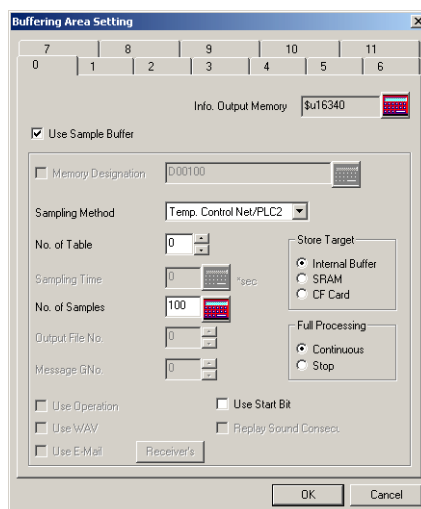 Buffering Area Setting
7 8 9 10 11
0 1 2 3 4 5 6
Info. Output Memory $u16340
Use Sample Buffer
Memory Designation D00100
Sampling Method Temp. Control Net/PLC2
No. of Table 0
Store Target
Internal Buffer
Sampling Time 0 *sec
SRAM
CF Card
No. of Samples 100
Full Processing
Output File No. 0
Continuous
Stop
Message GNo. 0
Use Operation Use Start Bit
Use WAV Replay Sound Consecu.
Use E-Mail Receiver's
OK Cancel